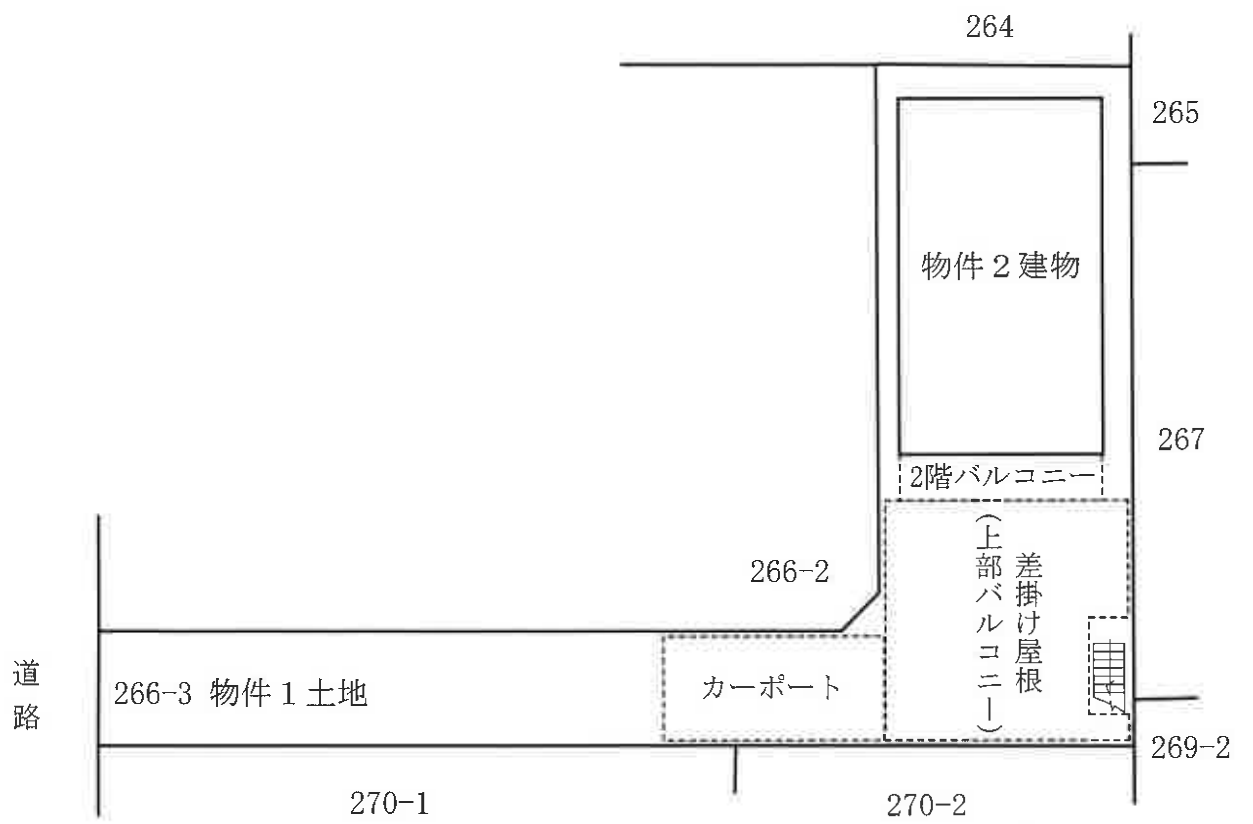 264
265
物件２建物
267
2階バルコニー
差掛け屋根
(上部バルコニー)
266-2
道路
266-3 物件１土地
カーポート
269-2
270-1
270-2